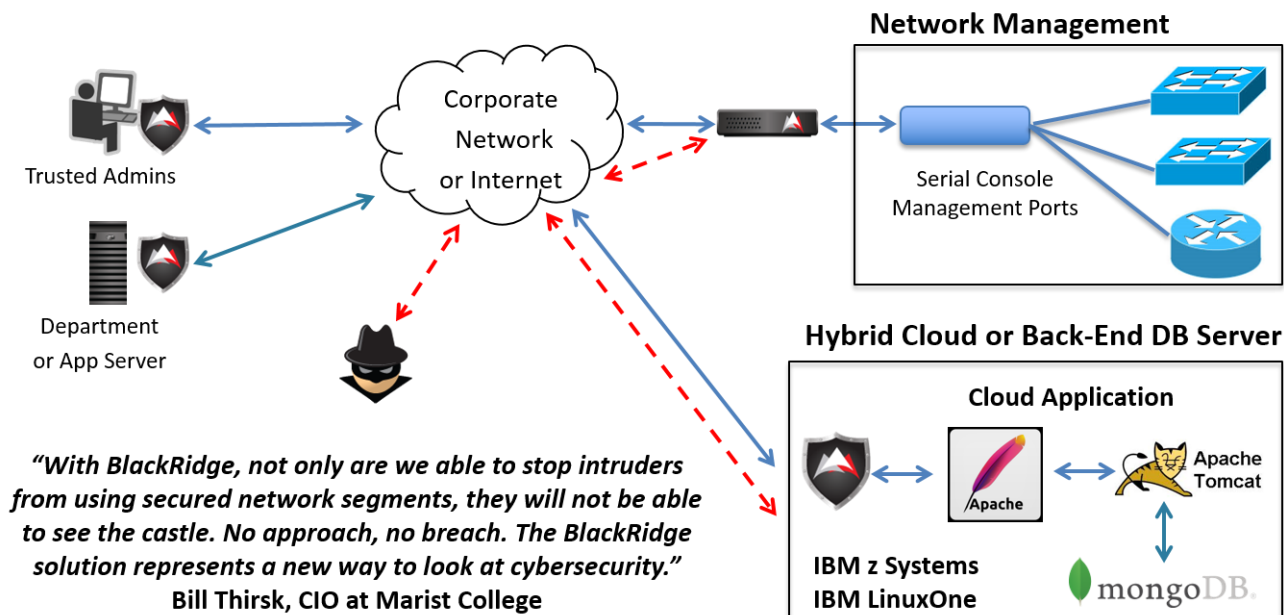 Network Management
Corporate
Network
or Internet
Trusted Admins
Serial Console
Management Ports
Department
or App Server
Hybrid Cloud or Back-End DB Server
Cloud Application
Apache
Apache
Tomcat
IBM z Systems
IBM LinuxOne
mongoDB.
“With BlackRidge, not only are we able to stop intruders
from using secured network segments, they will not be able
to see the castle. No approach, no breach. The BlackRidge
solution represents a new way to look at cybersecurity.”
Bill Thirsk, CIO at Marist College